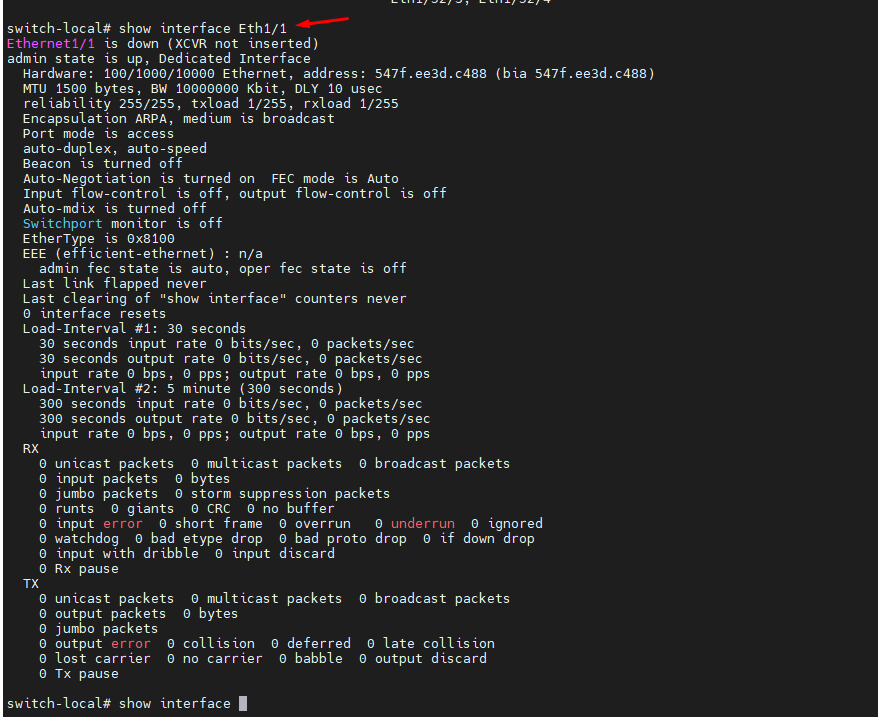 Eth1/52/3, Eth1/52/4
switch-local# show interface Eth1/1
Ethernet1/1 is down (XCVR not inserted)
admin state is up, Dedicated Interface
  Hardware: 100/1000/10000 Ethernet, address: 547f.ee3d.c488 (bia 547f.ee3d.c488)
  MTU 1500 bytes, BW 10000000 Kbit, DLY 10 usec
  reliability 255/255, txload 1/255, rxload 1/255
  Encapsulation ARPA, medium is broadcast
  Port mode is access
  auto-duplex, auto-speed
  Beacon is turned off
  Auto-Negotiation is turned on  FEC mode is Auto
  Input flow-control is off, output flow-control is off
  Auto-mdix is turned off
  Switchport monitor is off
  EtherType is 0x8100
  EEE (efficient-ethernet) : n/a
    admin fec state is auto, oper fec state is off
  Last link flapped never
  Last clearing of "show interface" counters never
  0 interface resets
  Load-Interval #1: 30 seconds
    30 seconds input rate 0 bits/sec, 0 packets/sec
    30 seconds output rate 0 bits/sec, 0 packets/sec
    input rate 0 bps, 0 pps; output rate 0 bps, 0 pps
  Load-Interval #2: 5 minute (300 seconds)
    300 seconds input rate 0 bits/sec, 0 packets/sec
    300 seconds output rate 0 bits/sec, 0 packets/sec
    input rate 0 bps, 0 pps; output rate 0 bps, 0 pps
  RX
    0 unicast packets  0 multicast packets  0 broadcast packets
    0 input packets  0 bytes
    0 jumbo packets  0 storm suppression packets
    0 runts  0 giants  0 CRC  0 no buffer
    0 input error  0 short frame  0 overrun   0 underrun  0 ignored
    0 watchdog  0 bad etype drop  0 bad proto drop  0 if down drop
    0 input with dribble  0 input discard
    0 Rx pause
  TX
    0 unicast packets  0 multicast packets  0 broadcast packets
    0 output packets  0 bytes
    0 jumbo packets
    0 output error  0 collision  0 deferred  0 late collision
    0 lost carrier  0 no carrier  0 babble  0 output discard
    0 Tx pause
switch-local# show interface